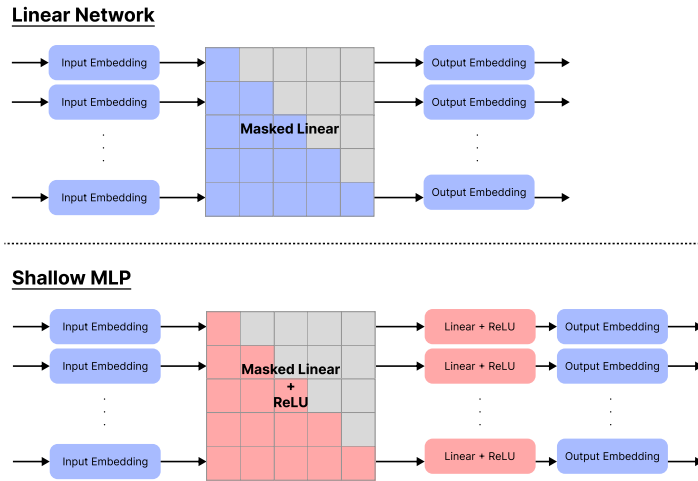 Linear Network
Input Embedding
Output Embedding
Input Embedding
Output Embedding
Masked Linear
Input Embedding
Output Embedding
Shallow MLP
Input Embedding
Linear + ReLU
Output Embedding
Input Embedding
Linear + ReLU
Output Embedding
Masked Linear
+
ReLU
Input Embedding
Linear + ReLU
Output Embedding